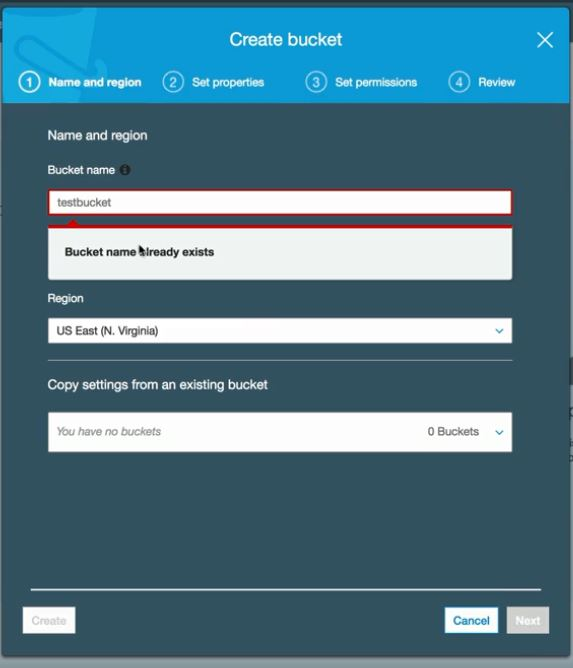 Create bucket
1 Name and region 2 Set properties 3 Set permissions 4 Review
Name and region
Bucket name
testbucket
Bucket name already exists
Region
US East (N. Virginia)
Copy settings from an existing bucket
You have no buckets 0 Buckets
Create Cancel Next